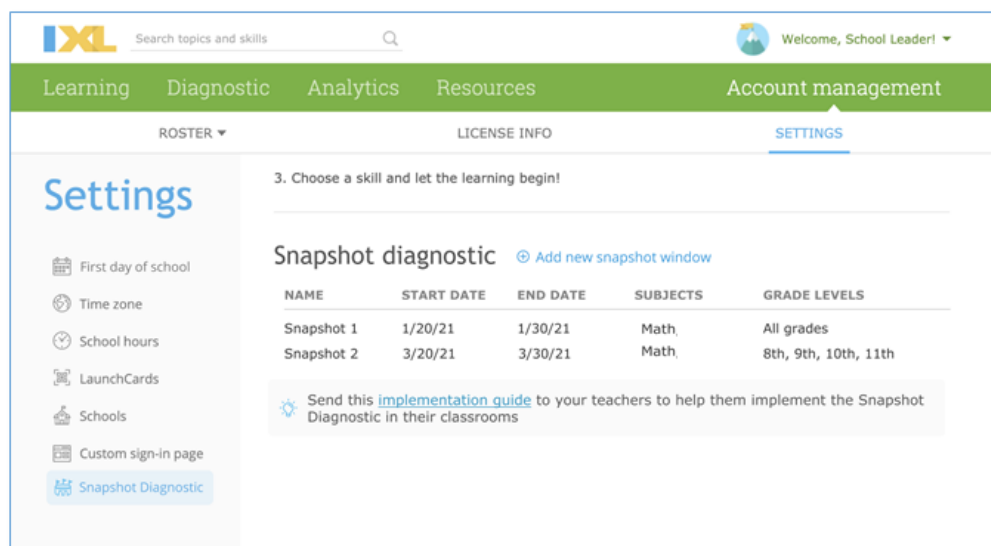 IXL Search topics and skills Welcome, School Leader!
Learning Diagnostic Analytics Resources Account management
ROSTER LICENSE INFO SETTINGS
Settings
First day of school
Time zone
School hours
LaunchCards
Schools
Custom sign-in page
Snapshot Diagnostic
3. Choose a skill and let the learning begin!
Snapshot diagnostic Add new snapshot window
NAME START DATE END DATE SUBJECTS GRADE LEVELS
Snapshot 1 1/20/21 1/30/21 Math, All grades
Snapshot 2 3/20/21 3/30/21 Math, 8th, 9th, 10th, 11th
Send this implementation guide to your teachers to help them implement the Snapshot
Diagnostic in their classrooms